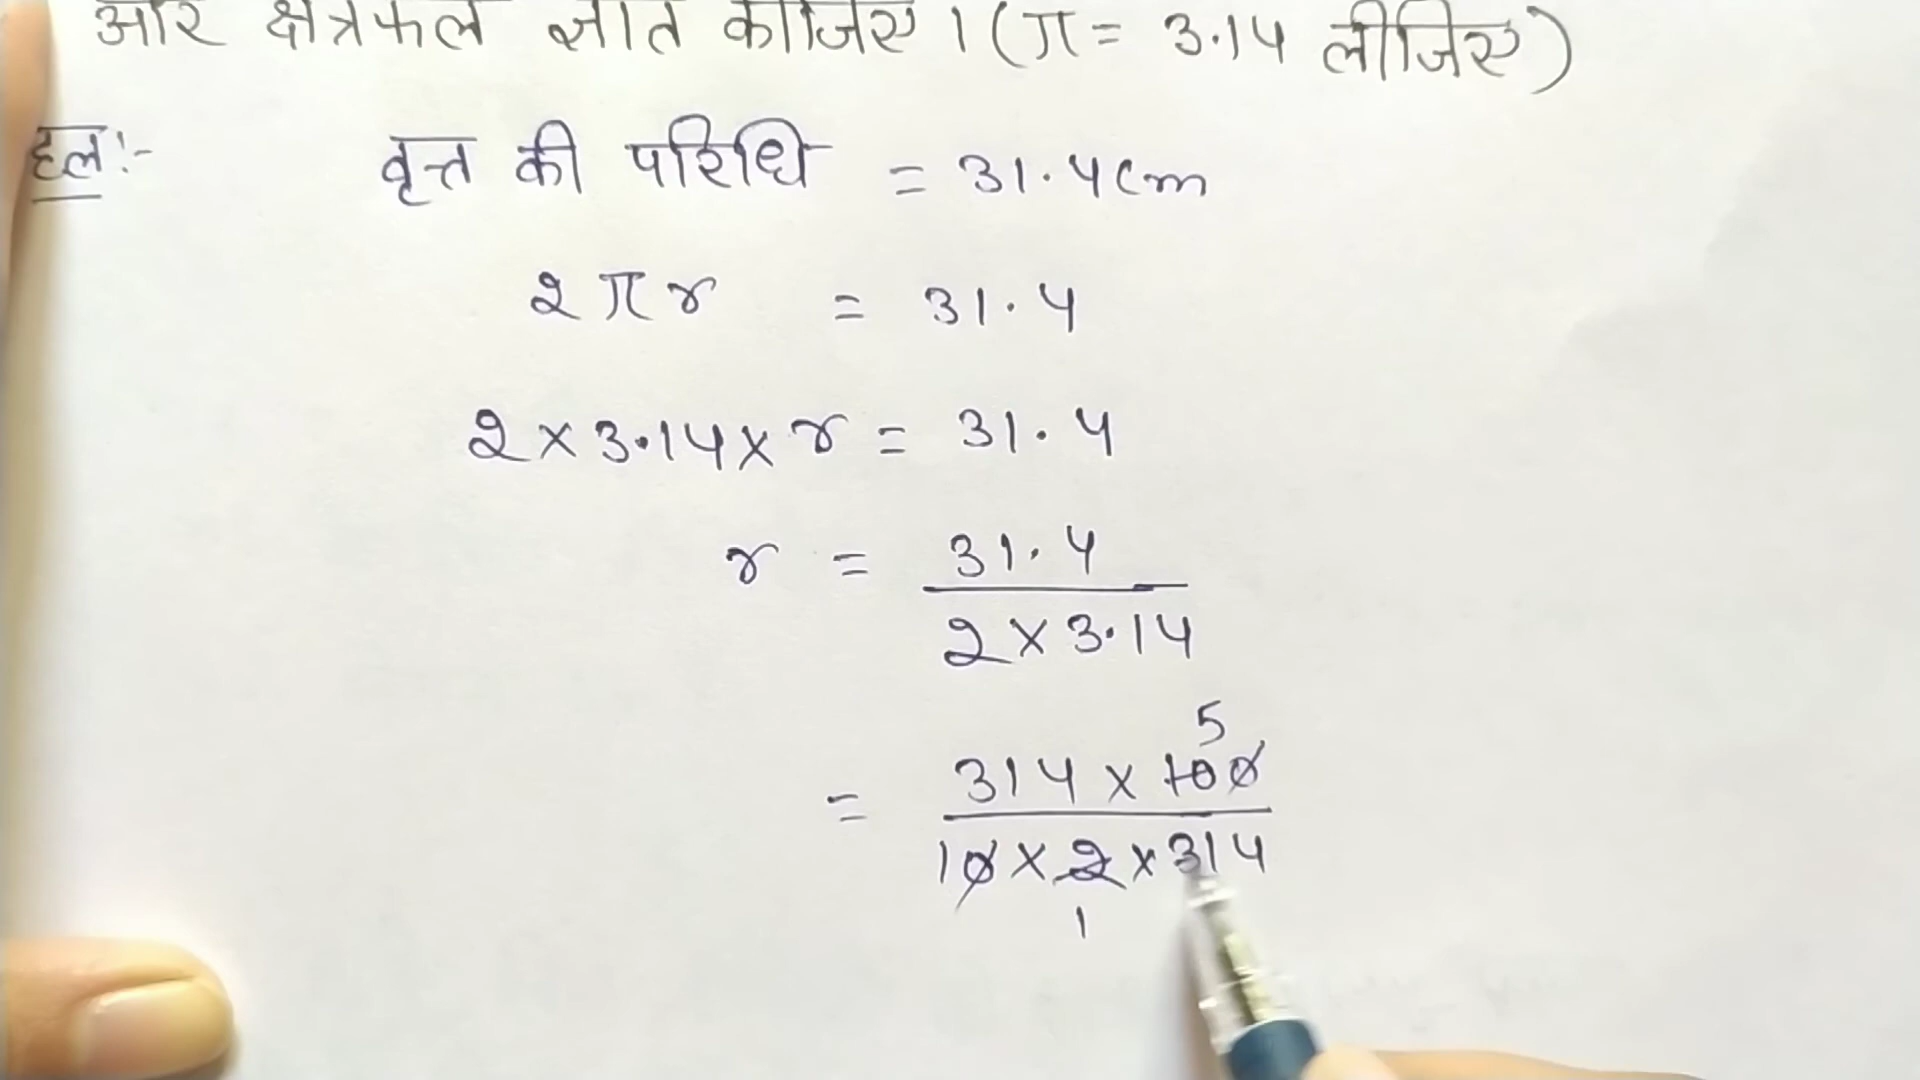 और क्षेत्रफल ज्ञात कीजिए । (π = 3.14 लीजिए)
हल:- वृत्त की परिधि = 31.4 cm
2 π r = 31.4
2 × 3.14 × r = 31.4
r = 31.4
2 × 3.14
5
= 314 × 100
10 × 2 × 314
1